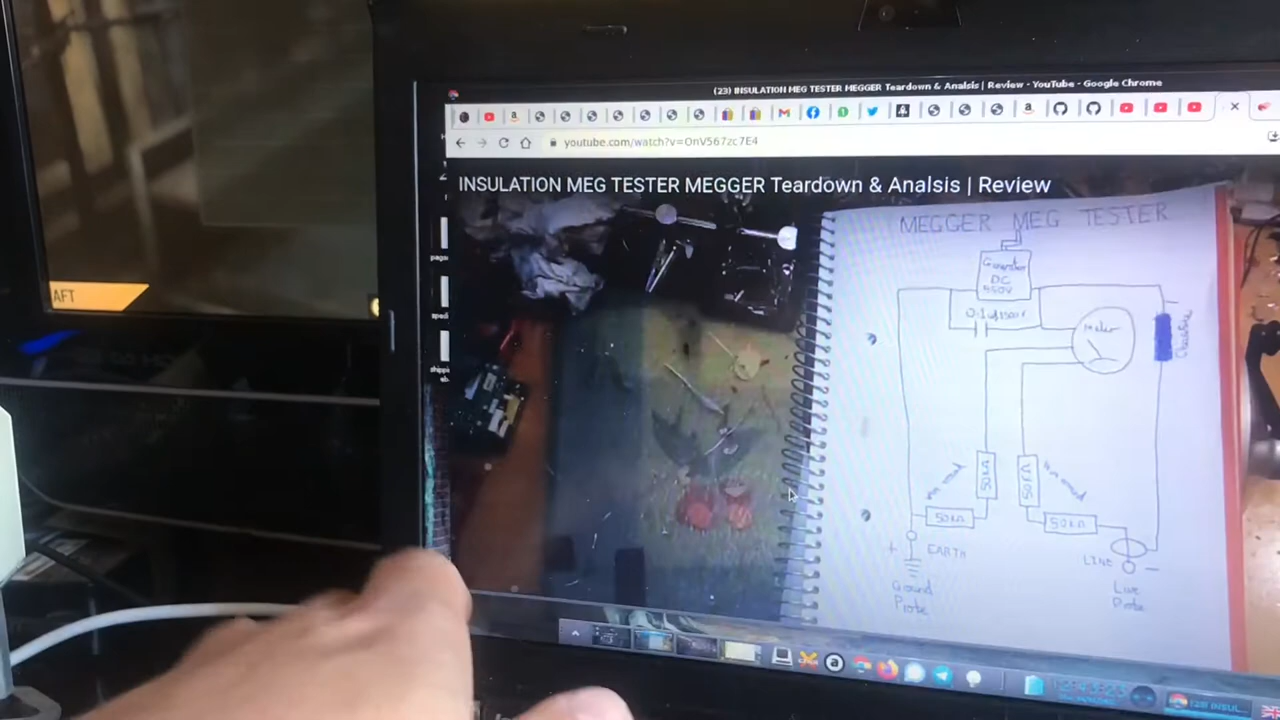 (23) INSULATION MEG TESTER MEGGER Teardown & Analsis | Review - YouTube - Google Chrome
youtube.com/watch?v=OnV567zc7E4
INSULATION MEG TESTER MEGGER Teardown & Analsis | Review
MEGGER MEG TESTER
Generator
DC
Meter
50kΩ
50kΩ
50kΩ
50kΩ
+
EARTH
LINE
-
Ground
Probe
Live
Probe
AFT